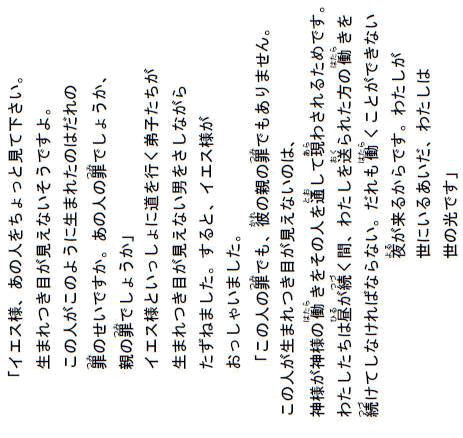 「イエス様、あの人をちょっと見て下さい。
生まれつき目が見えないそうですよ。
この人がこのように生まれたのはだれの
罪のせいですか。あの人の罪でしょうか、
親の罪でしょうか」
イエス様といっしょに道を行く弟子たちが
生まれつき目が見えない男をさしながら
たずねました。すると、イエス様が
おっしゃいました。
「この人の罪でも、彼の親の罪でもありません。
この人が生まれつき目が見えないのは、
神様が神様の働きをその人を通して現わされるためです。
わたしたちは昼が続く間、わたしを送られた方の働きを
続けてしなければならない。だれも働くことができない
夜が来るからです。わたしが
世にいるあいだ、わたしは
世の光です」